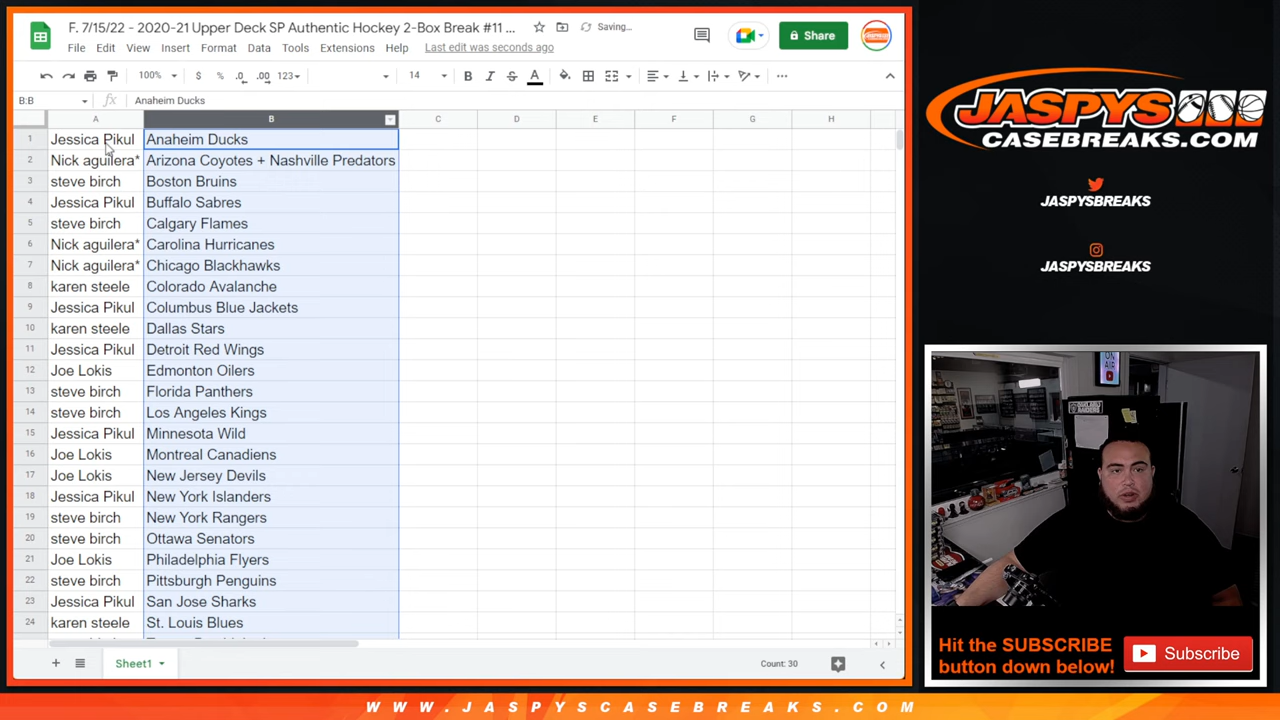 F. 7/15/22 - 2020-21 Upper Deck SP Authentic Hockey 2-Box Break #11 ...
Saving...
File Edit View Insert Format Data Tools Extensions Help Last edit was seconds ago
Share
100% $ % .0 .00 123 14 B I S A
B:B fx Anaheim Ducks
A B C D E F G H
1 Jessica Pikul Anaheim Ducks
2 Nick aguilera* Arizona Coyotes + Nashville Predators
3 steve birch Boston Bruins
4 Jessica Pikul Buffalo Sabres
5 steve birch Calgary Flames
6 Nick aguilera* Carolina Hurricanes
7 Nick aguilera* Chicago Blackhawks
8 karen steele Colorado Avalanche
9 Jessica Pikul Columbus Blue Jackets
10 karen steele Dallas Stars
11 Jessica Pikul Detroit Red Wings
12 Joe Lokis Edmonton Oilers
13 steve birch Florida Panthers
14 steve birch Los Angeles Kings
15 Jessica Pikul Minnesota Wild
16 Joe Lokis Montreal Canadiens
17 Joe Lokis New Jersey Devils
18 Jessica Pikul New York Islanders
19 steve birch New York Rangers
20 steve birch Ottawa Senators
21 Joe Lokis Philadelphia Flyers
22 steve birch Pittsburgh Penguins
23 Jessica Pikul San Jose Sharks
24 karen steele St. Louis Blues
Sheet1
Count: 30
JASPYS
CASEBREAKS.COM
JASPYSBREAKS
JASPYSBREAKS
ON AIR
Hit the SUBSCRIBE
button down below!
Subscribe
WWW.JASPYSCASEBREAKS.COM